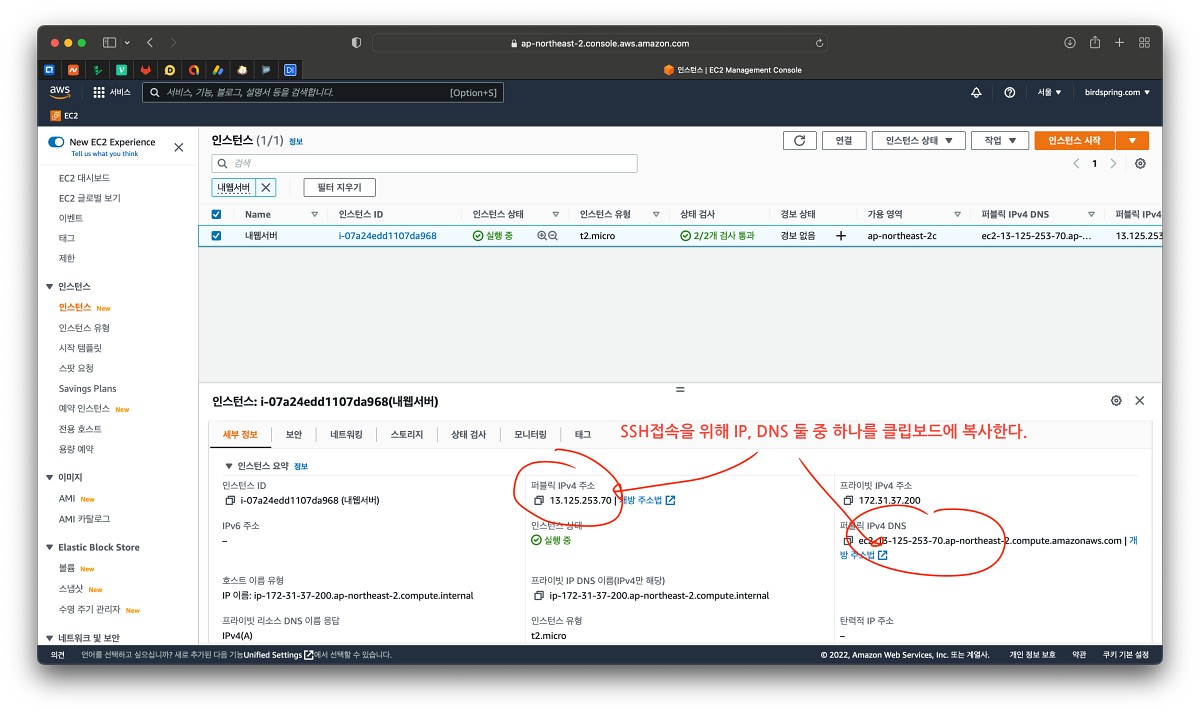 ap-northeast-2.console.aws.amazon.com
인스턴스 | EC2 Management Console
aws
서비스
서비스, 기능, 블로그, 설명서 등을 검색합니다.
[Option+S]
서울 ▼
birdspring.com ▼
EC2
New EC2 Experience
Tell us what you think
EC2 대시보드
EC2 글로벌 보기
이벤트
태그
제한
▼ 인스턴스
인스턴스 New
인스턴스 유형
시작 템플릿
스팟 요청
Savings Plans
예약 인스턴스 New
전용 호스트
용량 예약
▼ 이미지
AMI New
AMI 카탈로그
▼ Elastic Block Store
볼륨 New
스냅샷 New
수명 주기 관리자 New
▼ 네트워크 및 보안
인스턴스 (1/1) 정보
연결
인스턴스 상태 ▼
작업 ▼
인스턴스 시작
검색
1
내웹서버
필터 지우기
Name 인스턴스 ID 인스턴스 상태 인스턴스 유형 상태 검사 경보 상태 가용 영역 퍼블릭 IPv4 DNS 퍼블릭 IPv4
내웹서버 i-07a24edd1107da968 실행 중 t2.micro 2/2개 검사 통과 경보 없음 + ap-northeast-2c ec2-13-125-253-70.ap-... 13.125.253
인스턴스: i-07a24edd1107da968(내웹서버)
세부 정보 보안 네트워킹 스토리지 상태 검사 모니터링 태그
SSH접속을 위해 IP, DNS 둘 중 하나를 클립보드에 복사한다.
▼ 인스턴스 요약 정보
인스턴스 ID
i-07a24edd1107da968 (내웹서버)
퍼블릭 IPv4 주소
13.125.253.70 | 개방 주소법
프라이빗 IPv4 주소
172.31.37.200
IPv6 주소
–
인스턴스 상태
실행 중
퍼블릭 IPv4 DNS
ec2-13-125-253-70.ap-northeast-2.compute.amazonaws.com | 개
방 주소법
호스트 이름 유형
IP 이름: ip-172-31-37-200.ap-northeast-2.compute.internal
프라이빗 IP DNS 이름(IPv4만 해당)
ip-172-31-37-200.ap-northeast-2.compute.internal
프라이빗 리소스 DNS 이름 응답
IPv4(A)
인스턴스 유형
t2.micro
탄력적 IP 주소
–
의견
언어를 선택하고 싶으십니까? 새로 추가된 다음 기능Unified Settings에서 선택할 수 있습니다.
© 2022, Amazon Web Services, Inc. 또는 계열사.
개인 정보 보호
약관
쿠키 기본 설정